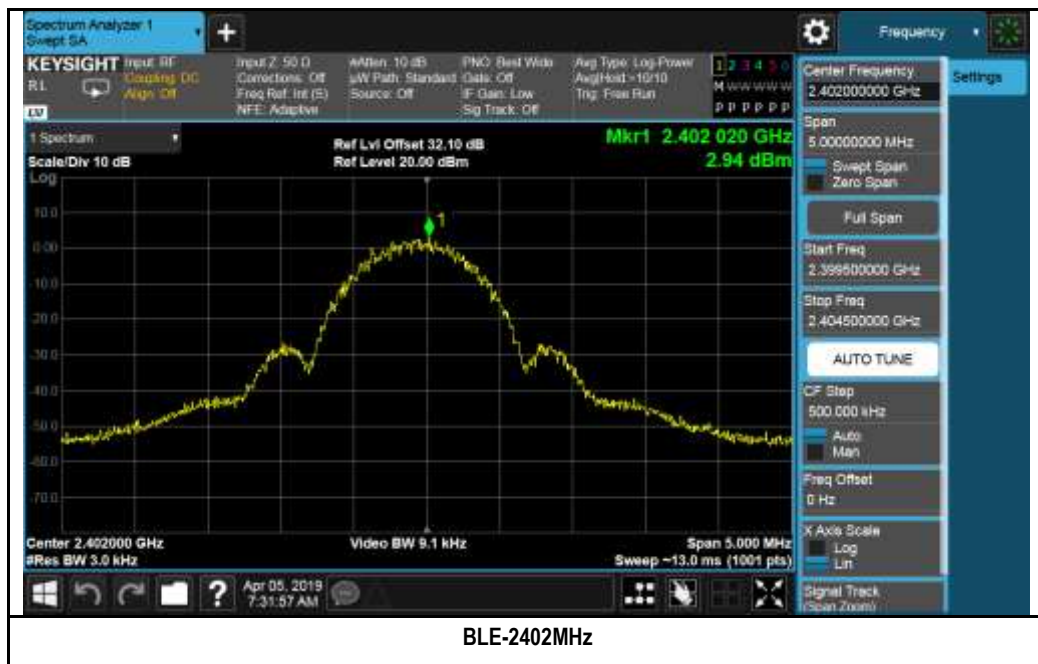 Spectrum Analyzer 1
Swept SA
+
Frequency
KEYSIGHT
R1
LXI
Input: RF
Coupling: DC
Align: Off
Input Z: 50 Ω
Corrections: Off
Freq Ref: Int (S)
NFE: Adaptive
#Atten: 10 dB
µW Path: Standard
Source: Off
PNO: Best Wide
Gate: Off
IF Gain: Low
Sig Track: Off
Avg Type: Log-Power
Avg|Hold:>10/10
Trig: Free Run
1 2 3 4 5 6
M W W W W W
P P P P P P
1 Spectrum
Scale/Div 10 dB
Ref Lvl Offset 32.10 dB
Ref Level 20.00 dBm
Mkr1 2.402 020 GHz
2.94 dBm
Log
10.0
0.00
-10.0
-20.0
-30.0
-40.0
-50.0
-60.0
-70.0
1
Center 2.402000 GHz
#Res BW 3.0 kHz
Video BW 9.1 kHz
Span 5.000 MHz
Sweep ~13.0 ms (1001 pts)
Center Frequency
2.402000000 GHz
Settings
Span
5.00000000 MHz
Swept Span
Zero Span
Full Span
Start Freq
2.399500000 GHz
Stop Freq
2.404500000 GHz
AUTO TUNE
CF Step
500.000 kHz
Auto
Man
Freq Offset
0 Hz
X Axis Scale
Log
Lin
Signal Track
(Span Zoom)
?
Apr 05, 2019
7:31:57 AM
BLE-2402MHz